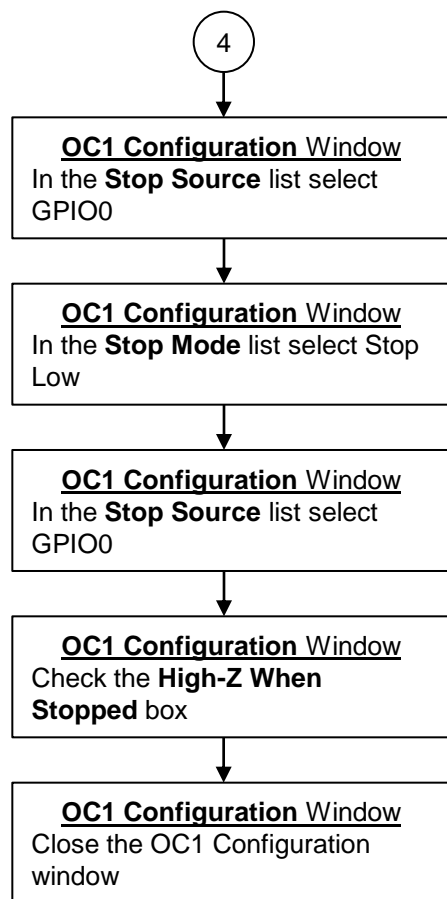 4
OC1 Configuration Window
In the Stop Source list select
GPIO0
OC1 Configuration Window
In the Stop Mode list select Stop
Low
OC1 Configuration Window
In the Stop Source list select
GPIO0
OC1 Configuration Window
Check the High-Z When
Stopped box
OC1 Configuration Window
Close the OC1 Configuration
window